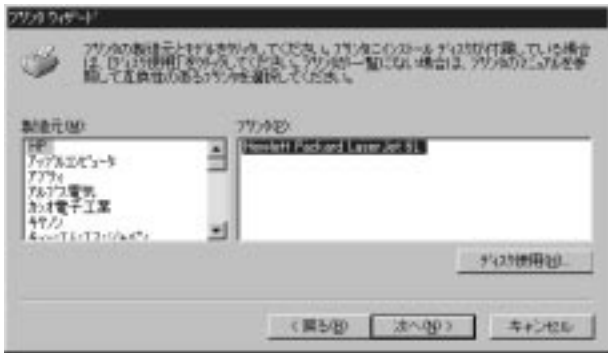 プリンタ ウィザード
プリンタの製造元とモデルをクリックしてください。プリンタにインストール ディスクが付属している場合
は、[ディスク使用] をクリックしてください。プリンタが一覧にない場合は、プリンタのマニュアルを参
照して互換性のあるプリンタを選択してください。
製造元(M):
プリンタ(P):
HP
アップルコンピュータ
アプティ
アルプス電気
カシオ電子工業
キヤノン
Hewlett Packard LaserJet 6L
ディスク使用(H)...
< 戻る(B)
次へ(N) >
キャンセル